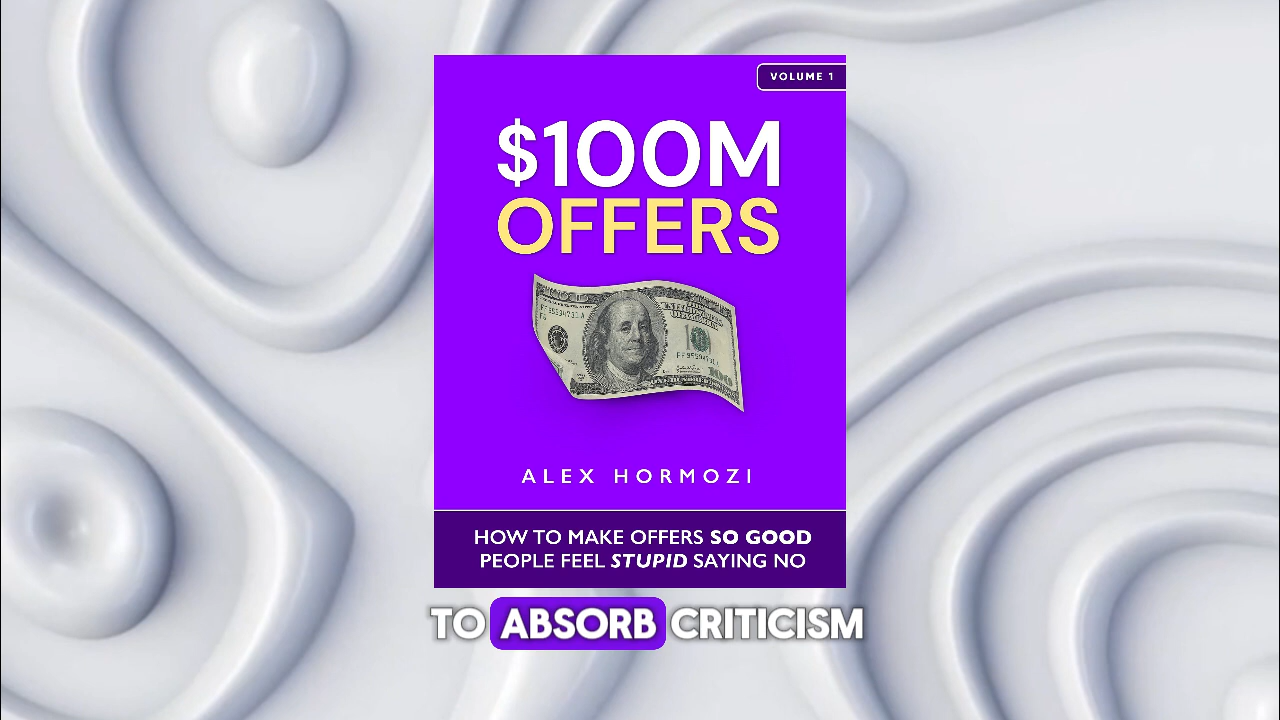 VOLUME 1
$100M
OFFERS
ALEX HORMOZI
HOW TO MAKE OFFERS SO GOOD
PEOPLE FEEL STUPID SAYING NO
TO ABSORB CRITICISM